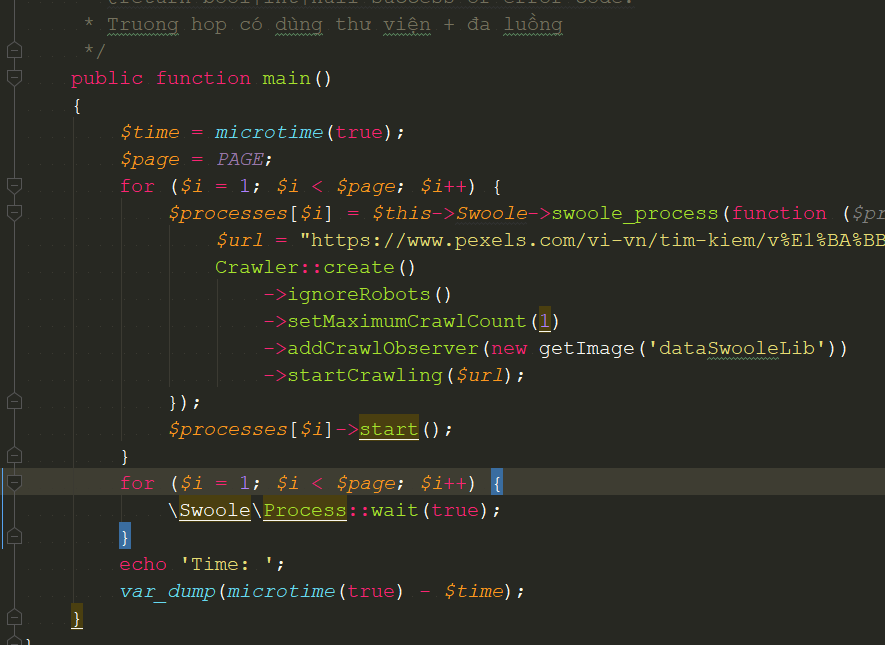 (return bool|int|null Success or error code.
* Truong hop có dùng thư viện + đa luồng
*/
public function main()
{
$time = microtime(true);
$page = PAGE;
for ($i = 1; $i < $page; $i++) {
$processes[$i] = $this->Swoole->swoole_process(function ($pr
$url = "https://www.pexels.com/vi-vn/tim-kiem/v%E1%BA%BB
Crawler::create()
->ignoreRobots()
->setMaximumCrawlCount(1)
->addCrawlObserver(new getImage('dataSwooleLib'))
->startCrawling($url);
});
$processes[$i]->start();
}
for ($i = 1; $i < $page; $i++) {
\Swoole\Process::wait(true);
}
echo 'Time: ';
var_dump(microtime(true) - $time);
}
}